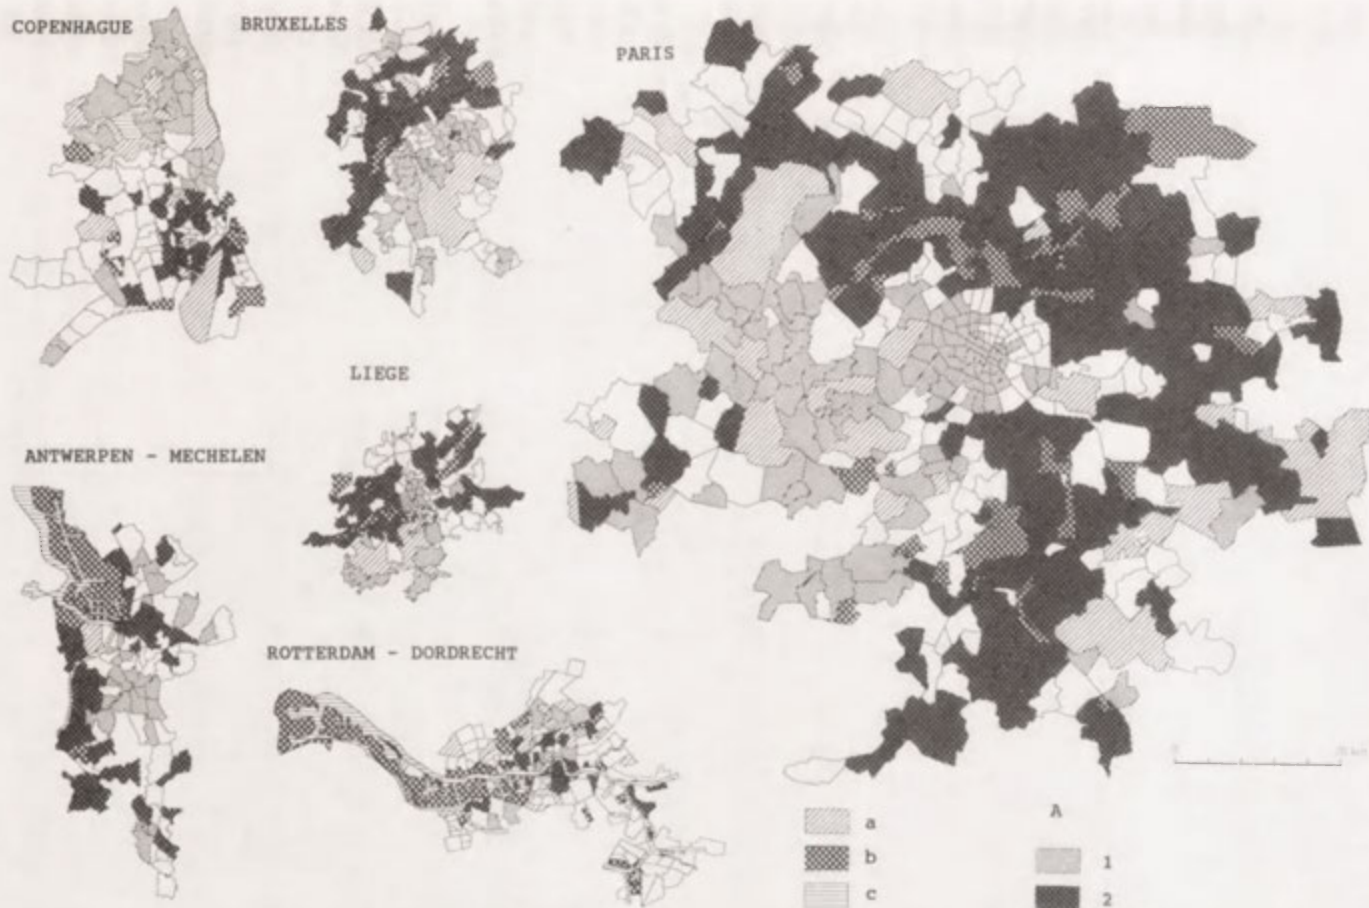 COPENHAGUE
BRUXELLES
PARIS
LIEGE
ANTWERPEN - MECHELEN
ROTTERDAM - DORDRECHT
a
b
c
A
1
2